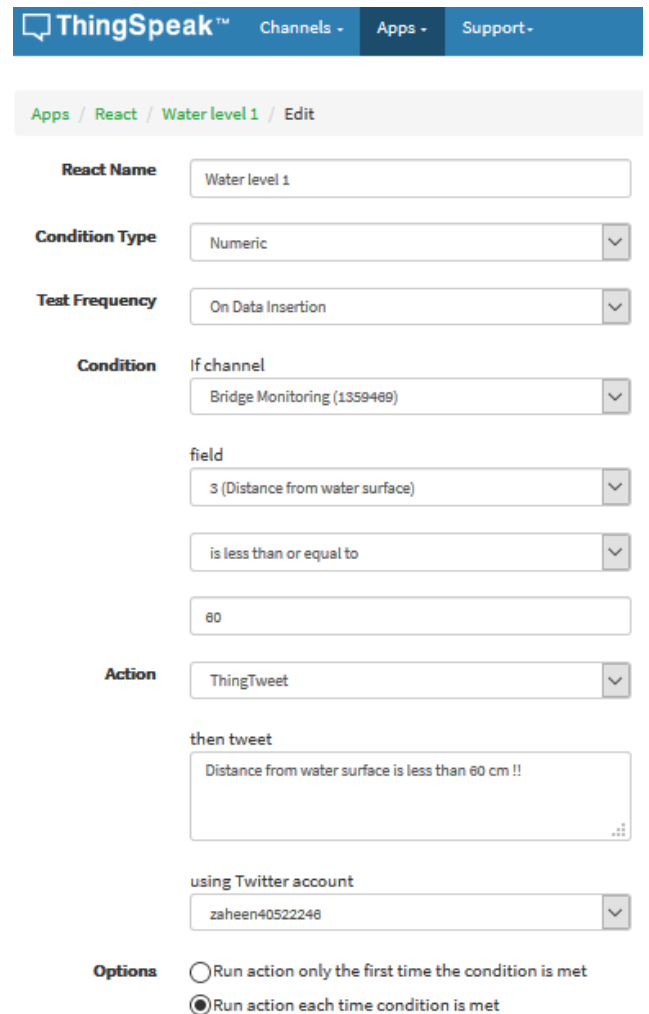 ThingSpeak™ Channels - Apps - Support-
Apps / React / Water level 1 / Edit
React Name
Water level 1
Condition Type
Numeric
Test Frequency
On Data Insertion
Condition
If channel
Bridge Monitoring (1359469)
field
3 (Distance from water surface)
is less than or equal to
60
Action
ThingTweet
then tweet
Distance from water surface is less than 60 cm !!
using Twitter account
zaheen40522246
Options
Run action only the first time the condition is met
Run action each time condition is met